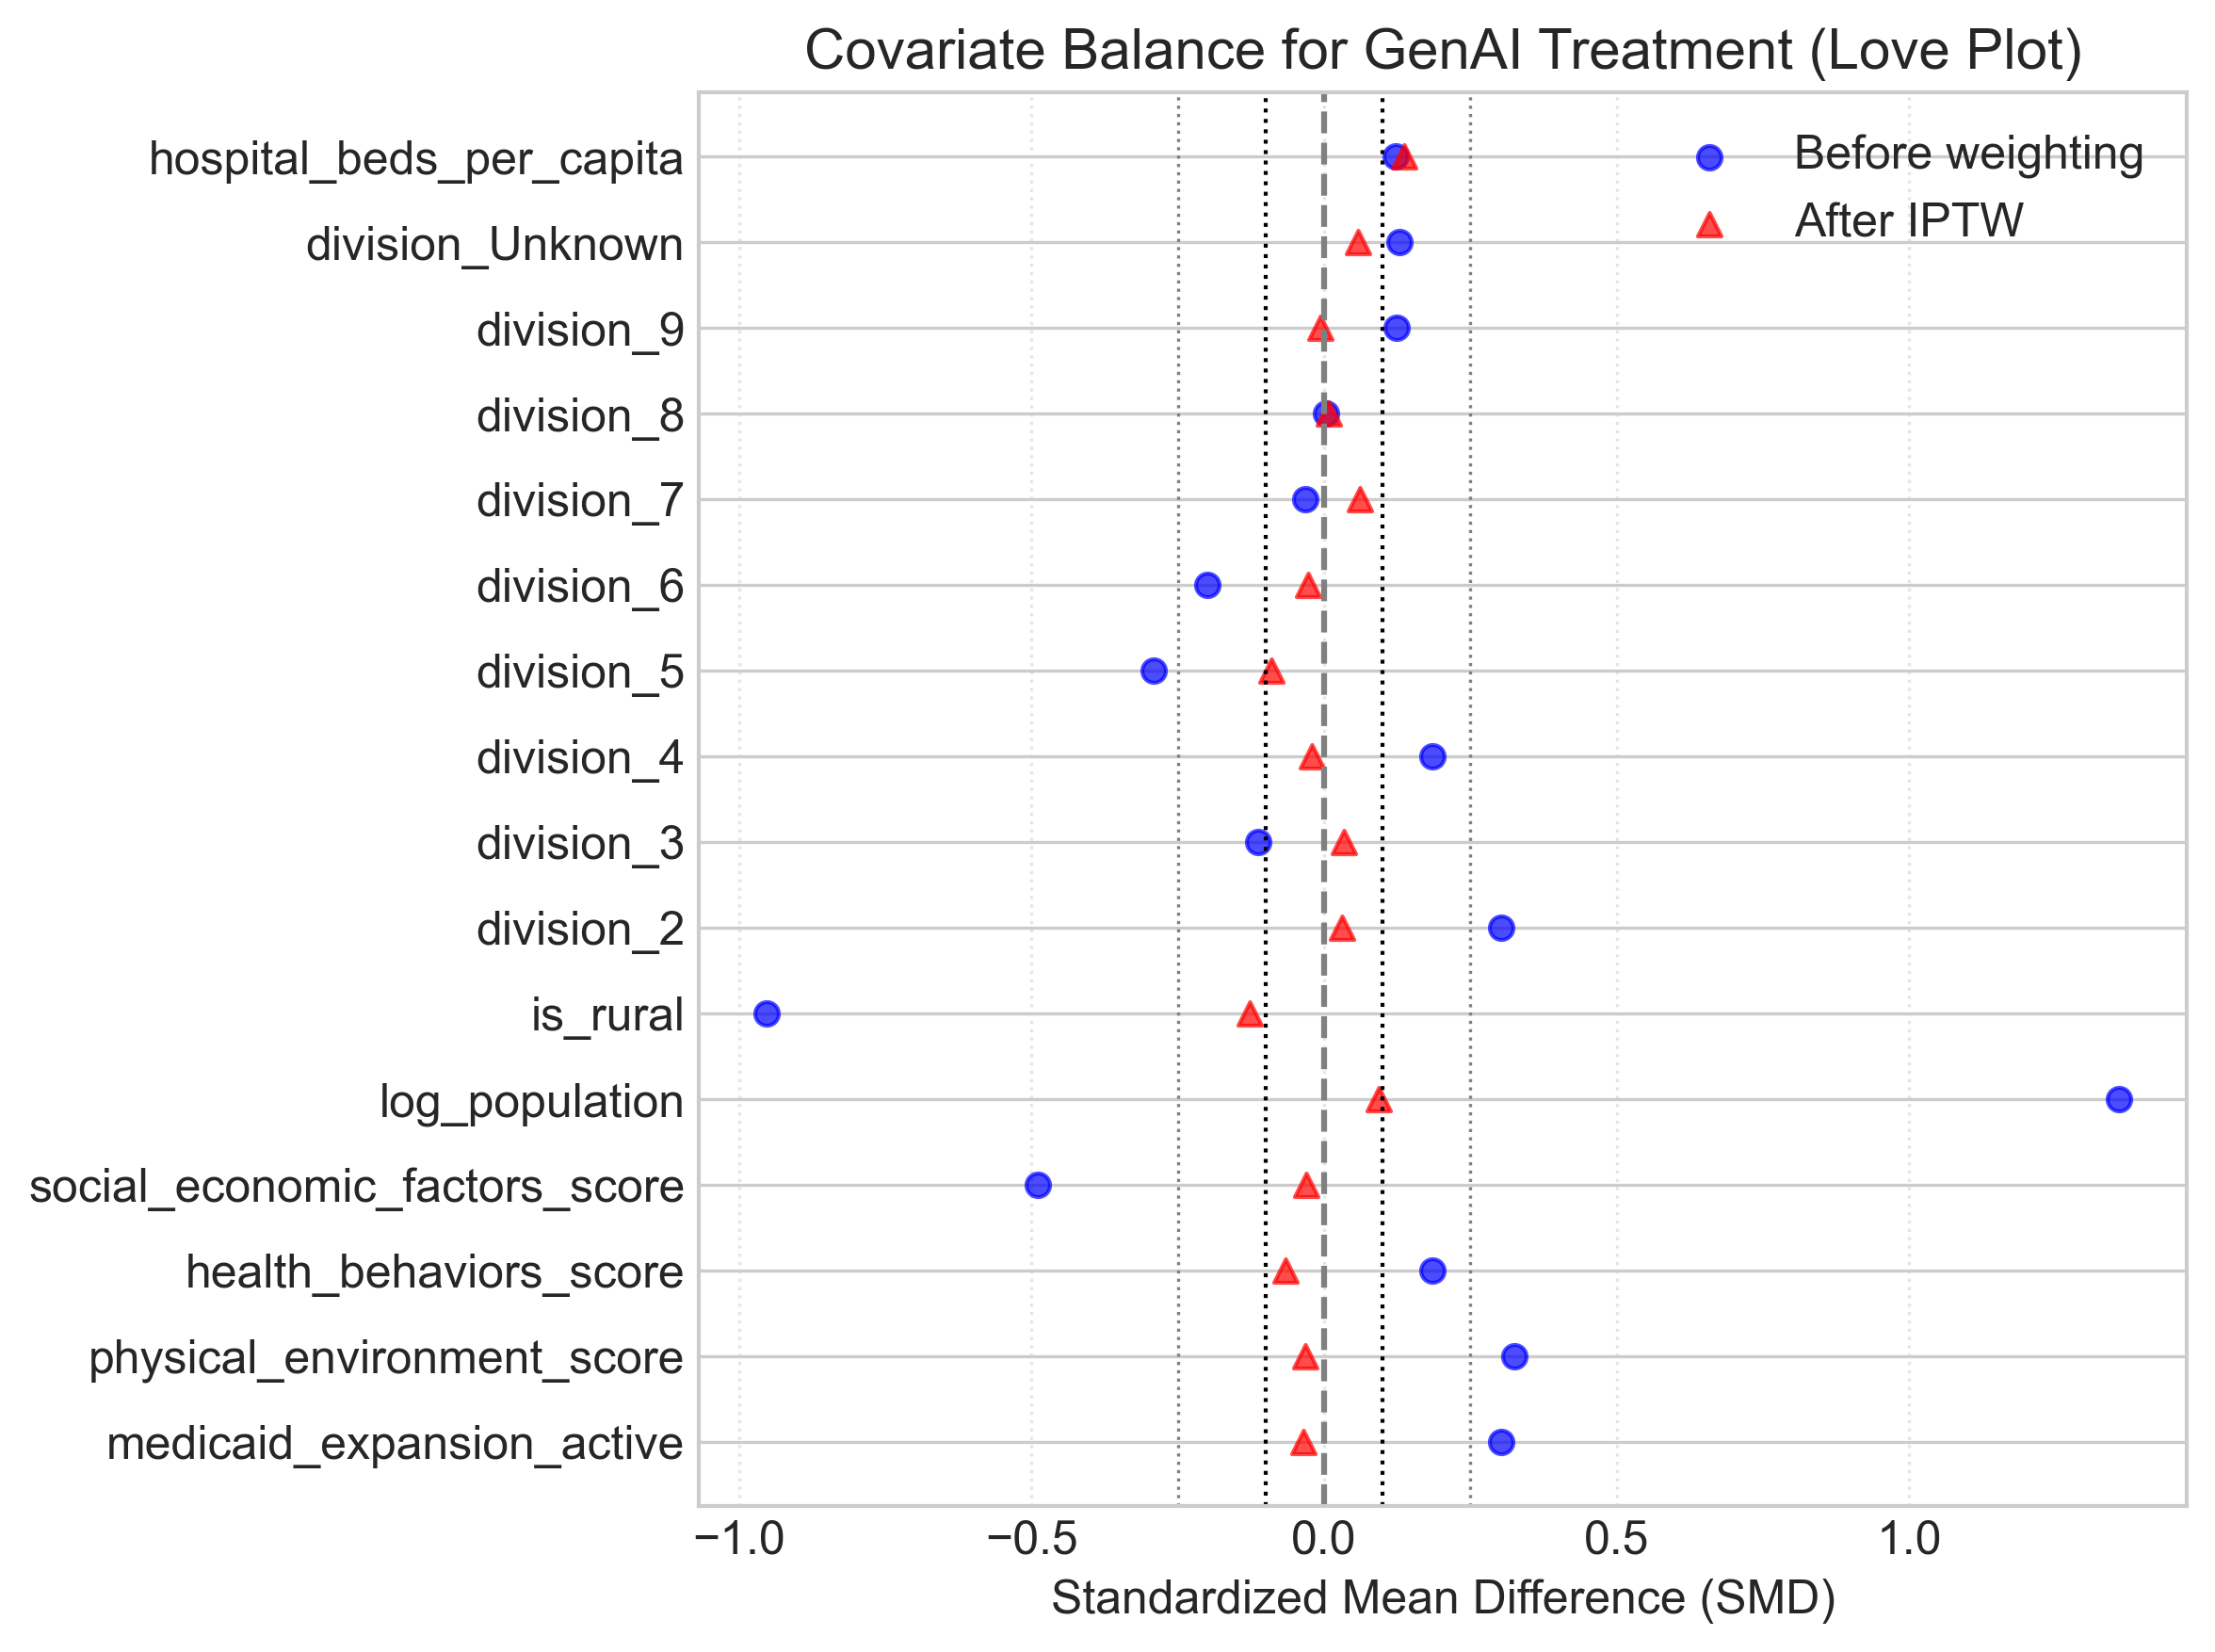 Covariate Balance for GenAI Treatment (Love Plot)
hospital_beds_per_capita
division_Unknown
division_9
division_8
division_7
division_6
division_5
division_4
division_3
division_2
is_rural
log_population
social_economic_factors_score
health_behaviors_score
physical_environment_score
medicaid_expansion_active
Before weighting
After IPTW
−1.0 −0.5 0.0 0.5 1.0
Standardized Mean Difference (SMD)